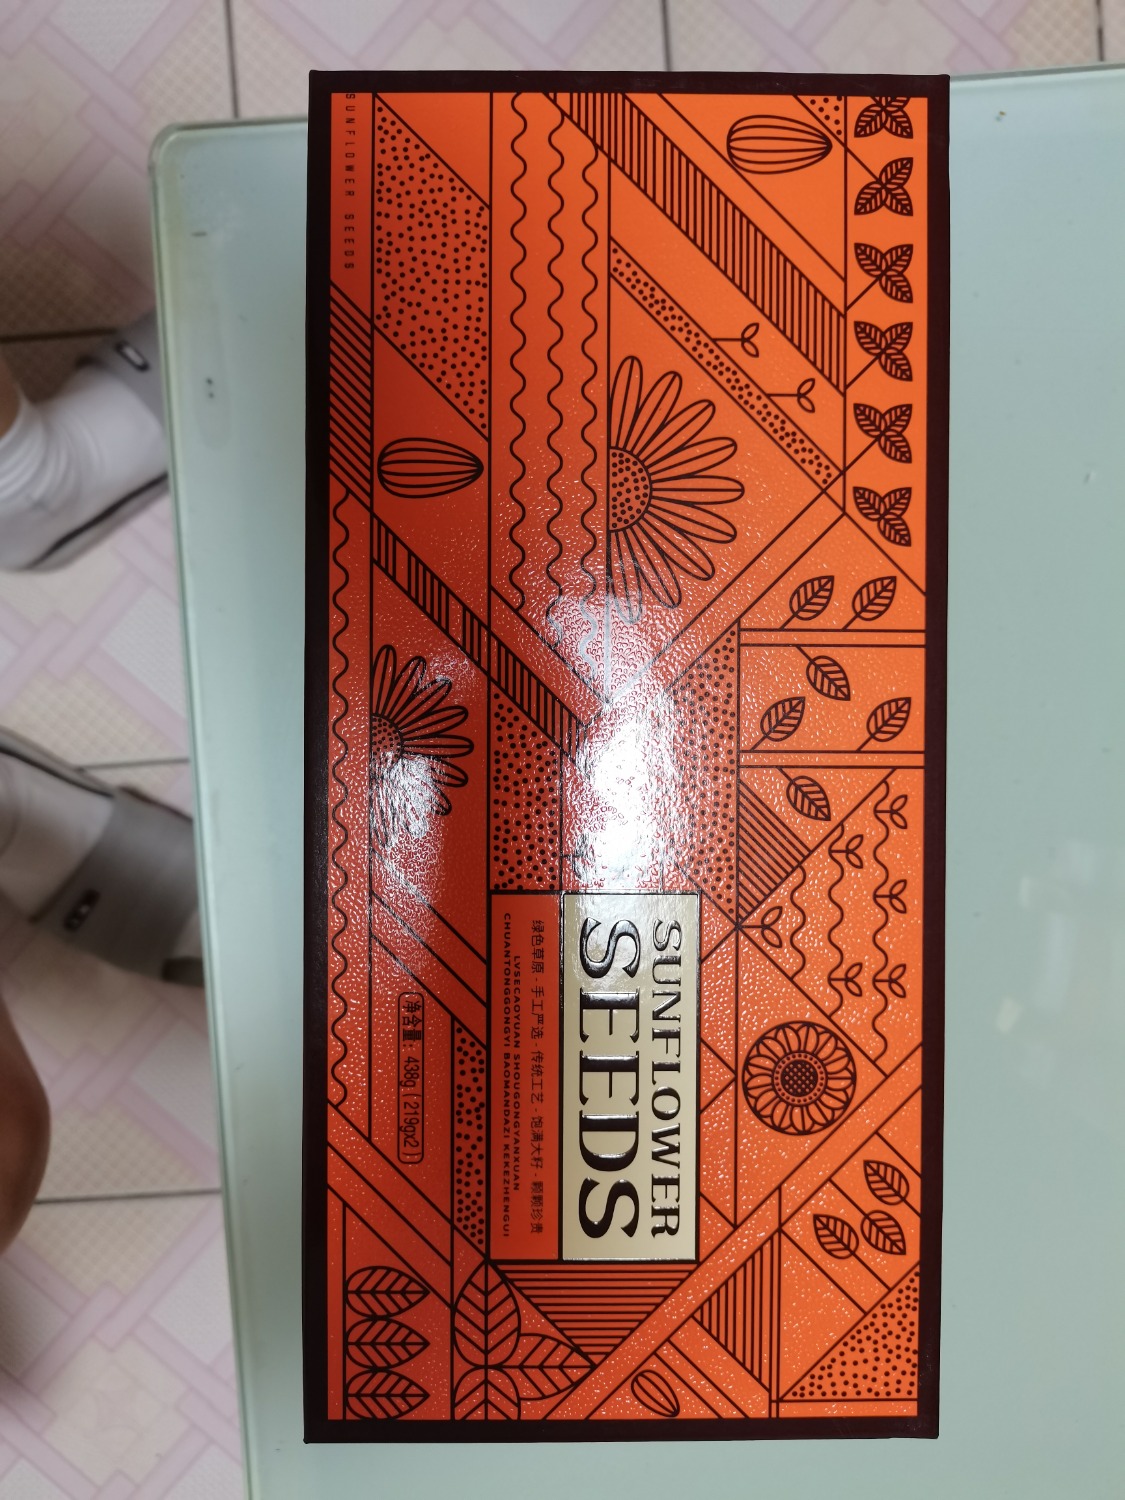 SUNFLOWER SEEDS
SUNFLOWER
SEEDS
绿色草原 · 手工严选 · 传统工艺 · 饱满大籽 · 颗颗珍贵
LVSECAOYUAN SHOUGONGYANXUAN
CHUANTONGGONGYI BAOMANDAZI KEKEZHENGUI
净含量：438g（219gx2）